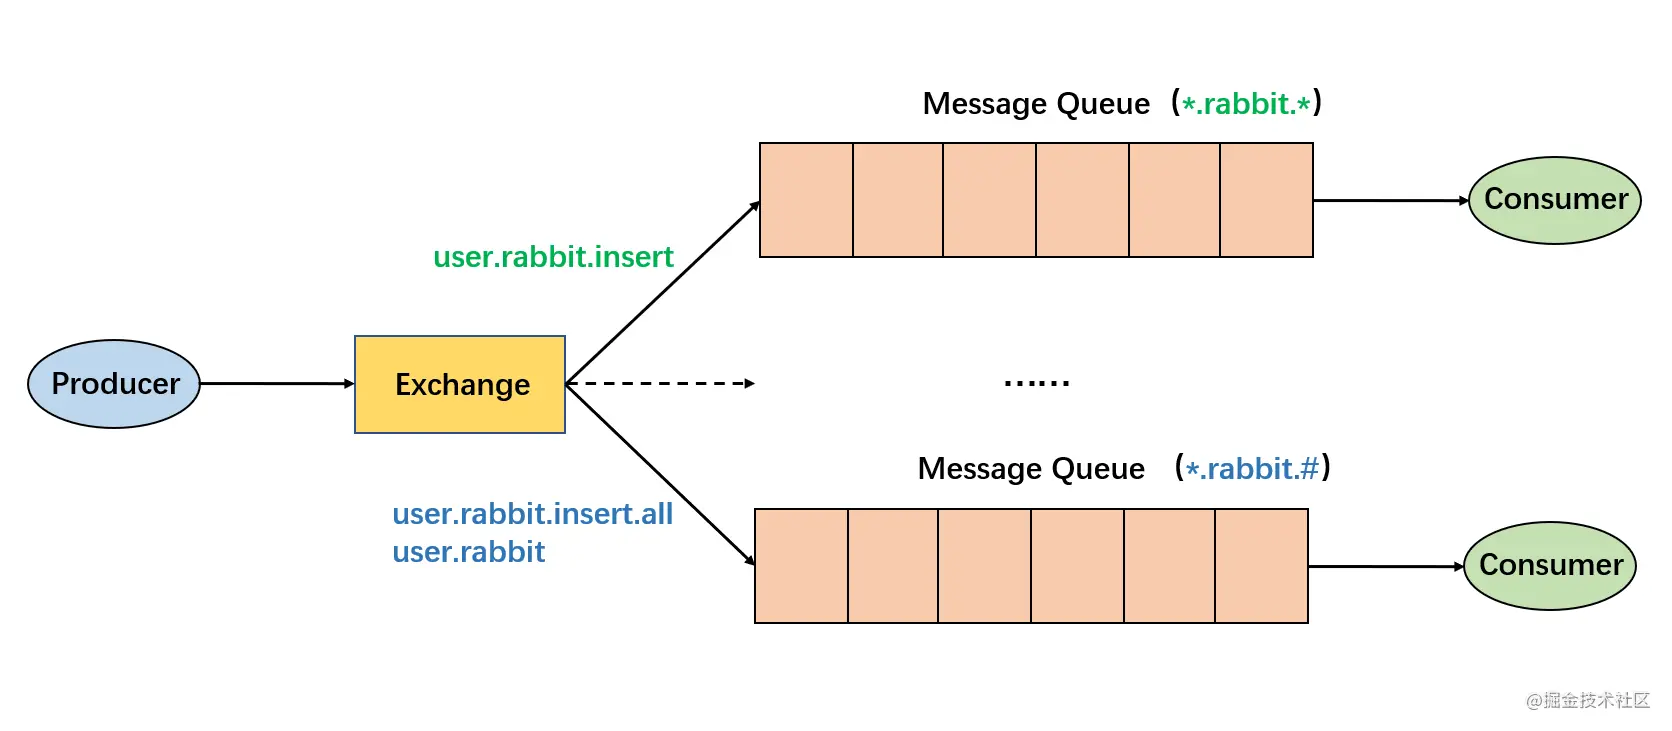 Message Queue（*.rabbit.*）
Consumer
user.rabbit.insert
Producer
Exchange
......
Message Queue （*.rabbit.#）
user.rabbit.insert.all
user.rabbit
Consumer
@掘金技术社区